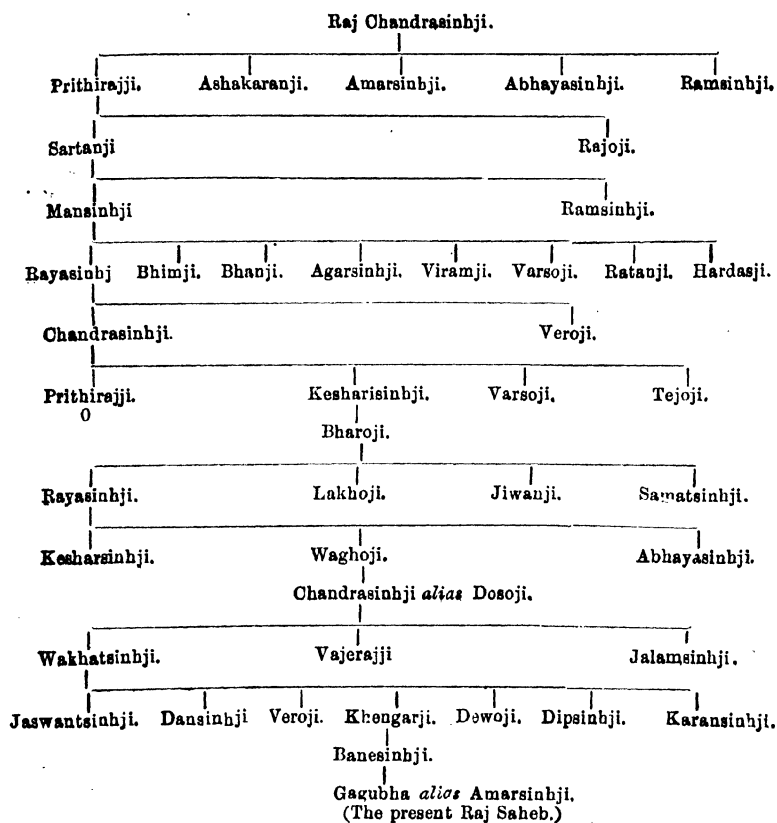 Raj Chandrasinhji.
Prithirajji. Ashakaranji. Amarsinhji. Abhayasinhji. Ramsinhji.
Sartanji Rajoji.
Mansinhji Ramsinhji.
Rayasinhj Bhimji. Bhanji. Agarsinhji. Viramji. Varsoji. Ratanji. Hardasji.
Chandrasinhji. Veroji.
Prithirajji. Kesharisinhji. Varsoji. Tejoji.
0
Bharoji.
Rayasinhji. Lakhoji. Jiwanji. Samatsinhji.
Kesharsinhji. Waghoji. Abhayasinhji.
Chandrasinhji alias Dosoji.
Wakhatsinhji. Vajerajji Jalamsinhji.
Jaswantsinhji. Dansinhji Veroji. Khengarji. Dewoji. Dipsinhji. Karansinhji.
Banesinhji.
Gagubha alias Amarsinhji.
(The present Raj Saheb.)